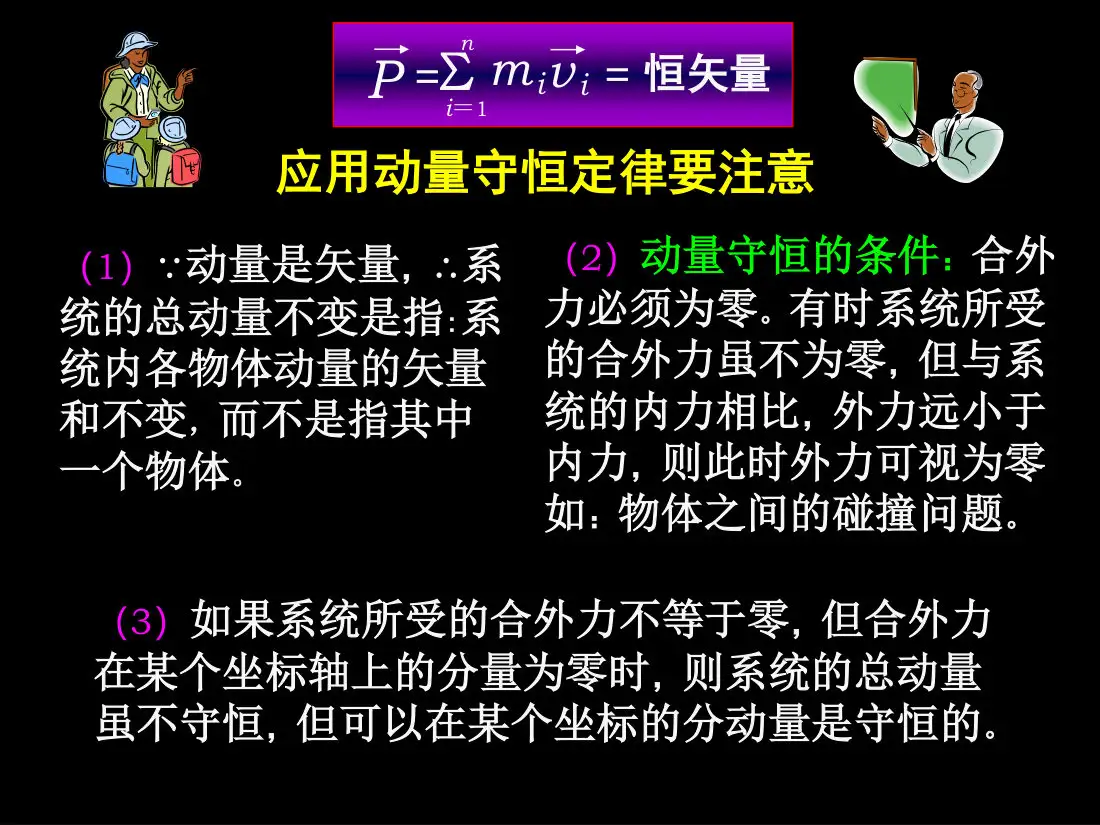 P⃗ = Σ_{i=1}^{n} m_i v⃗_i = 恒矢量
应用动量守恒定律要注意
(1) ∵动量是矢量，∴系
统的总动量不变是指:系
统内各物体动量的矢量
和不变，而不是指其中
一个物体。
(2) 动量守恒的条件：合外
力必须为零。有时系统所受
的合外力虽不为零，但与系
统的内力相比，外力远小于
内力，则此时外力可视为零
如：物体之间的碰撞问题。
(3) 如果系统所受的合外力不等于零，但合外力
在某个坐标轴上的分量为零时，则系统的总动量
虽不守恒，但可以在某个坐标的分动量是守恒的。